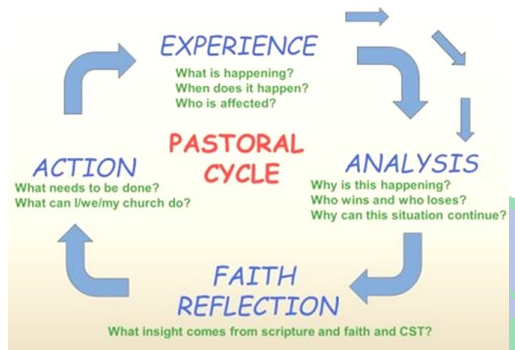 EXPERIENCE
What is happening?
When does it happen?
Who is affected?
PASTORAL
CYCLE
ANALYSIS
Why is this happening?
Who wins and who loses?
Why can this situation continue?
FAITH
REFLECTION
What insight comes from scripture and faith and CST?
ACTION
What needs to be done?
What can I/we/my church do?